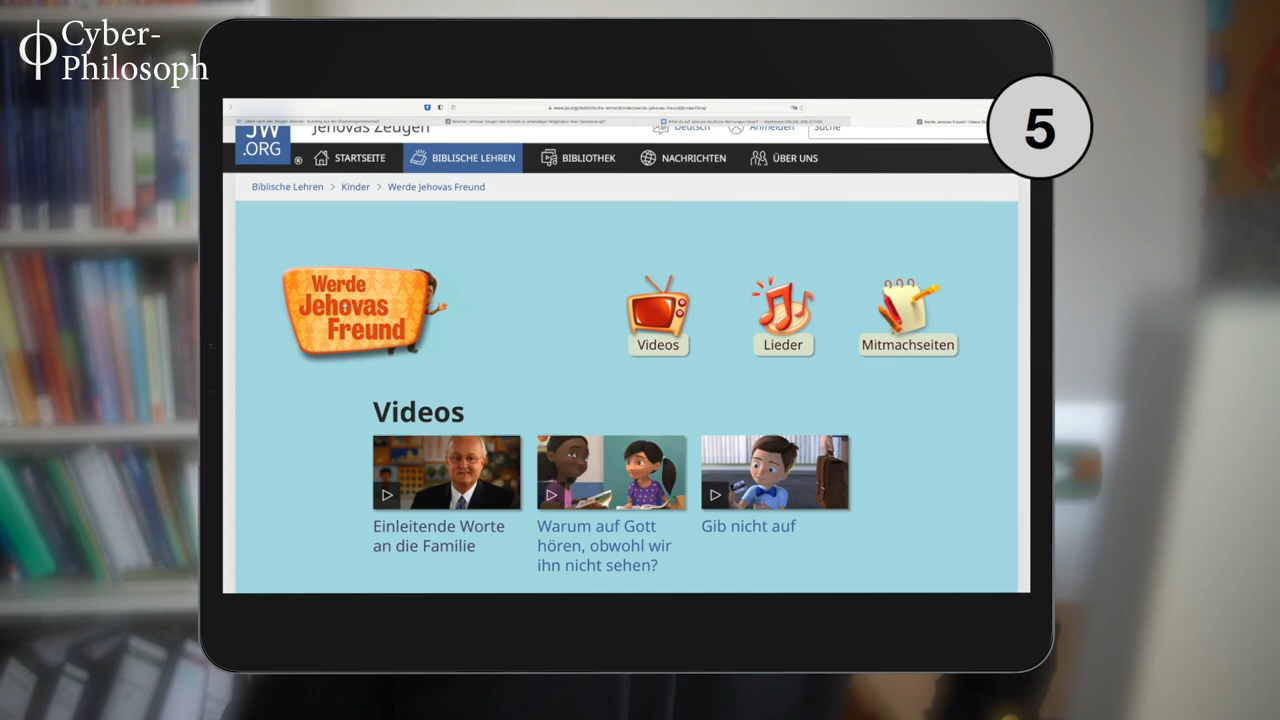 Cyber-
Philosoph
5
JW
.ORG
®
Jehovas Zeugen
Deutsch
Anmelden
Suche
STARTSEITE
BIBLISCHE LEHREN
BIBLIOTHEK
NACHRICHTEN
ÜBER UNS
Biblische Lehren > Kinder > Werde Jehovas Freund
Werde
Jehovas
Freund
Videos
Lieder
Mitmachseiten
Videos
Einleitende Worte
an die Familie
Warum auf Gott
hören, obwohl wir
ihn nicht sehen?
Gib nicht auf